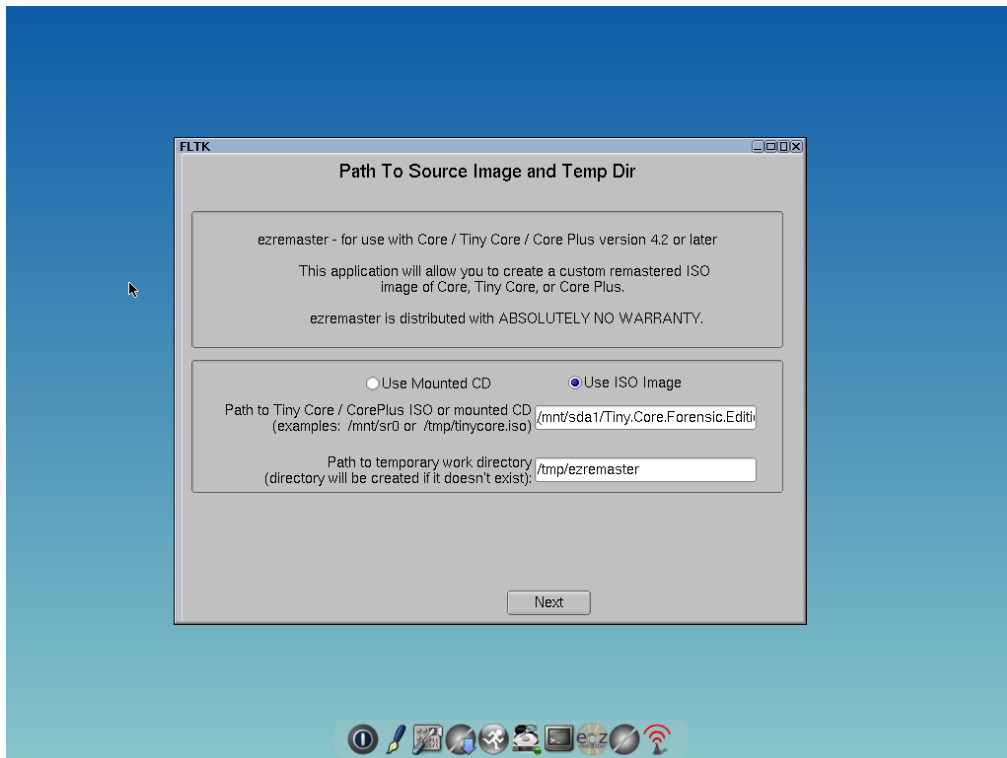 FLTK
Path To Source Image and Temp Dir
ezremaster - for use with Core / Tiny Core / Core Plus version 4.2 or later
This application will allow you to create a custom remastered ISO
image of Core, Tiny Core, or Core Plus.
ezremaster is distributed with ABSOLUTELY NO WARRANTY.
Use Mounted CD
Use ISO Image
Path to Tiny Core / CorePlus ISO or mounted CD
(examples: /mnt/sr0 or /tmp/tinycore.iso)
/mnt/sda1/Tiny.Core.Forensic.Editi
Path to temporary work directory
(directory will be created if it doesn't exist):
/tmp/ezremaster
Next
ezremaster